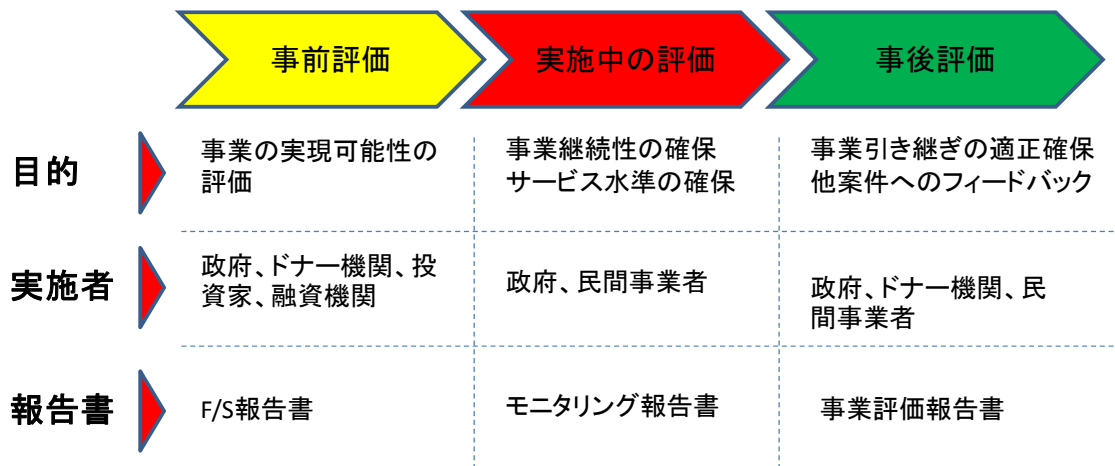 事前評価
実施中の評価
事後評価
目的
事業の実現可能性の
評価
事業継続性の確保
サービス水準の確保
事業引き継ぎの適正確保
他案件へのフィードバック
実施者
政府、ドナー機関、投
資家、融資機関
政府、民間事業者
政府、ドナー機関、民
間事業者
報告書
F/S報告書
モニタリング報告書
事業評価報告書